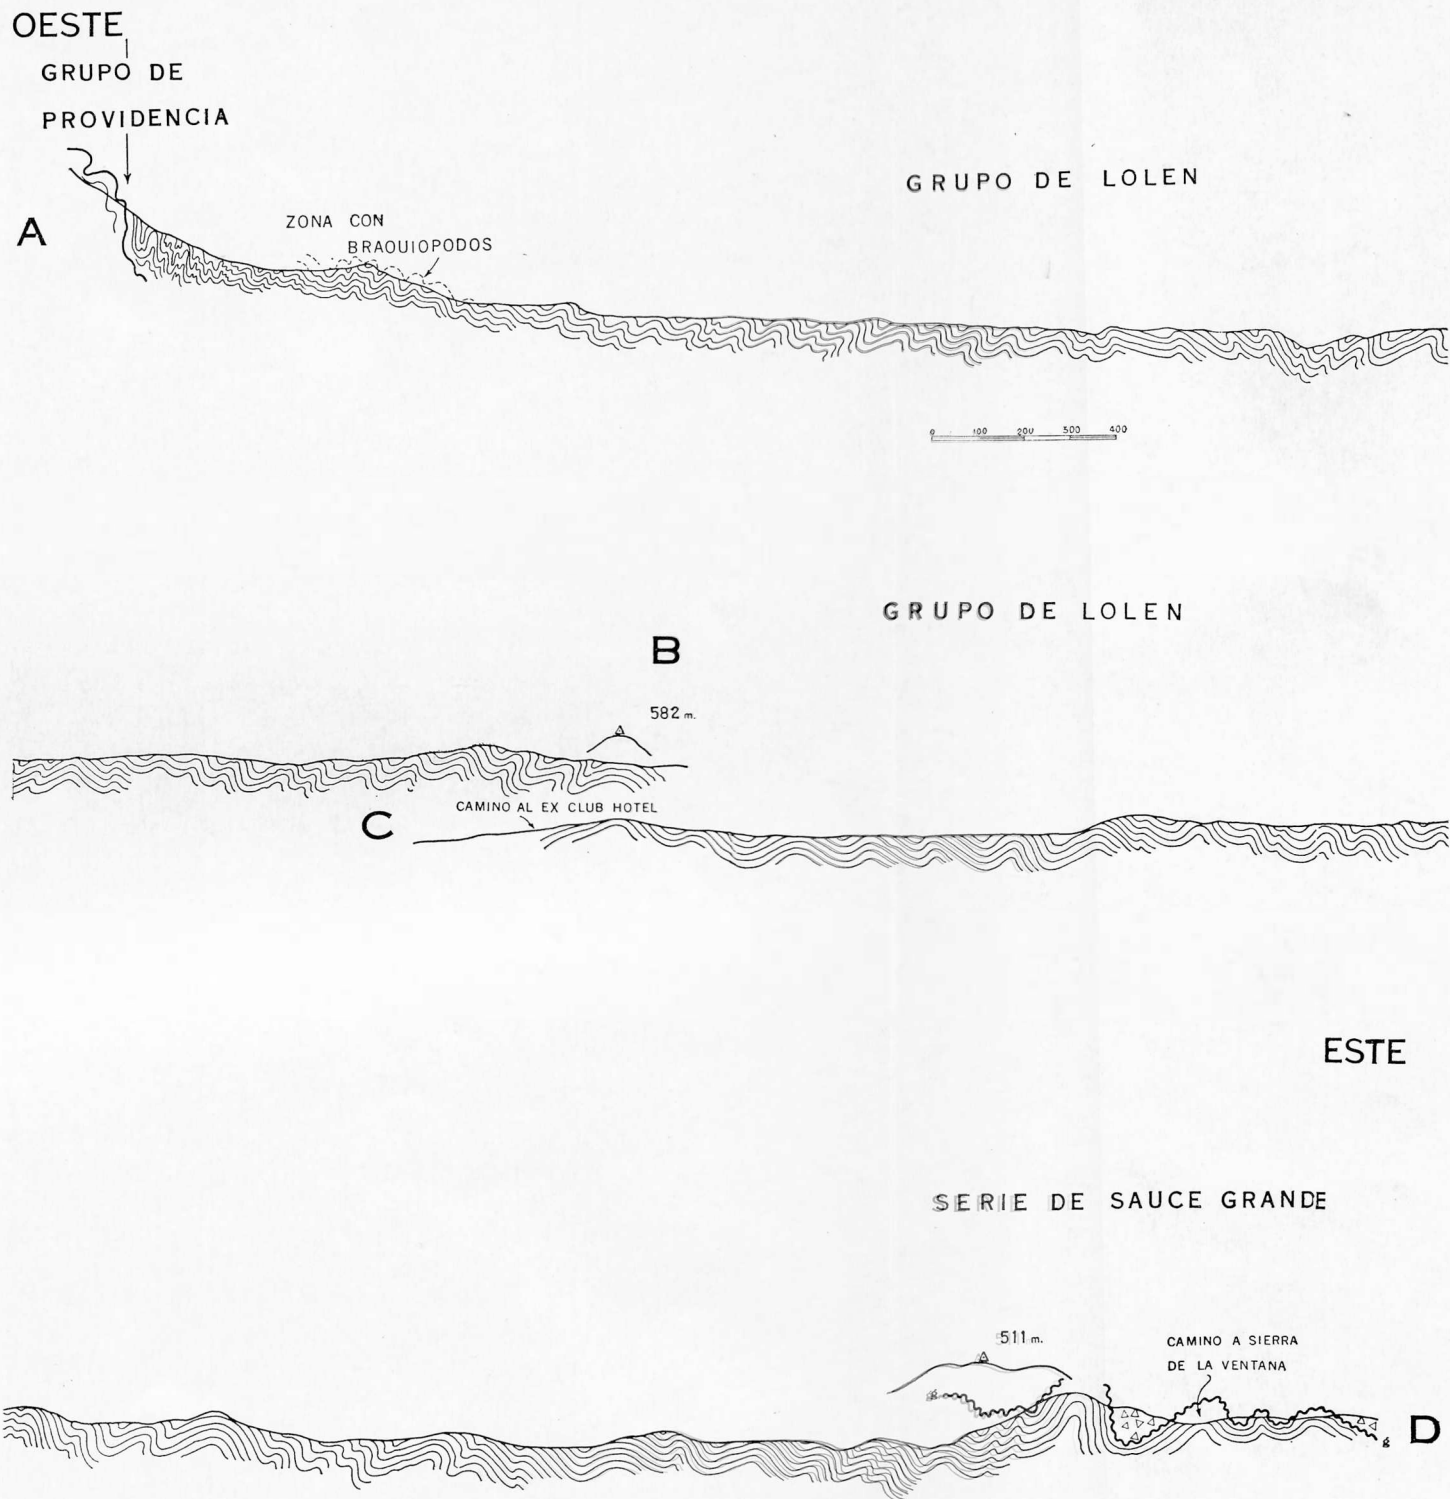 OESTE
GRUPO DE
PROVIDENCIA
GRUPO DE LOLEN
A
ZONA CON
BRAQUIOPODOS
0 100 200 300 400
GRUPO DE LOLEN
B
582 m.
CAMINO AL EX CLUB HOTEL
C
ESTE
SERIE DE SAUCE GRANDE
511 m.
CAMINO A SIERRA
DE LA VENTANA
D
g